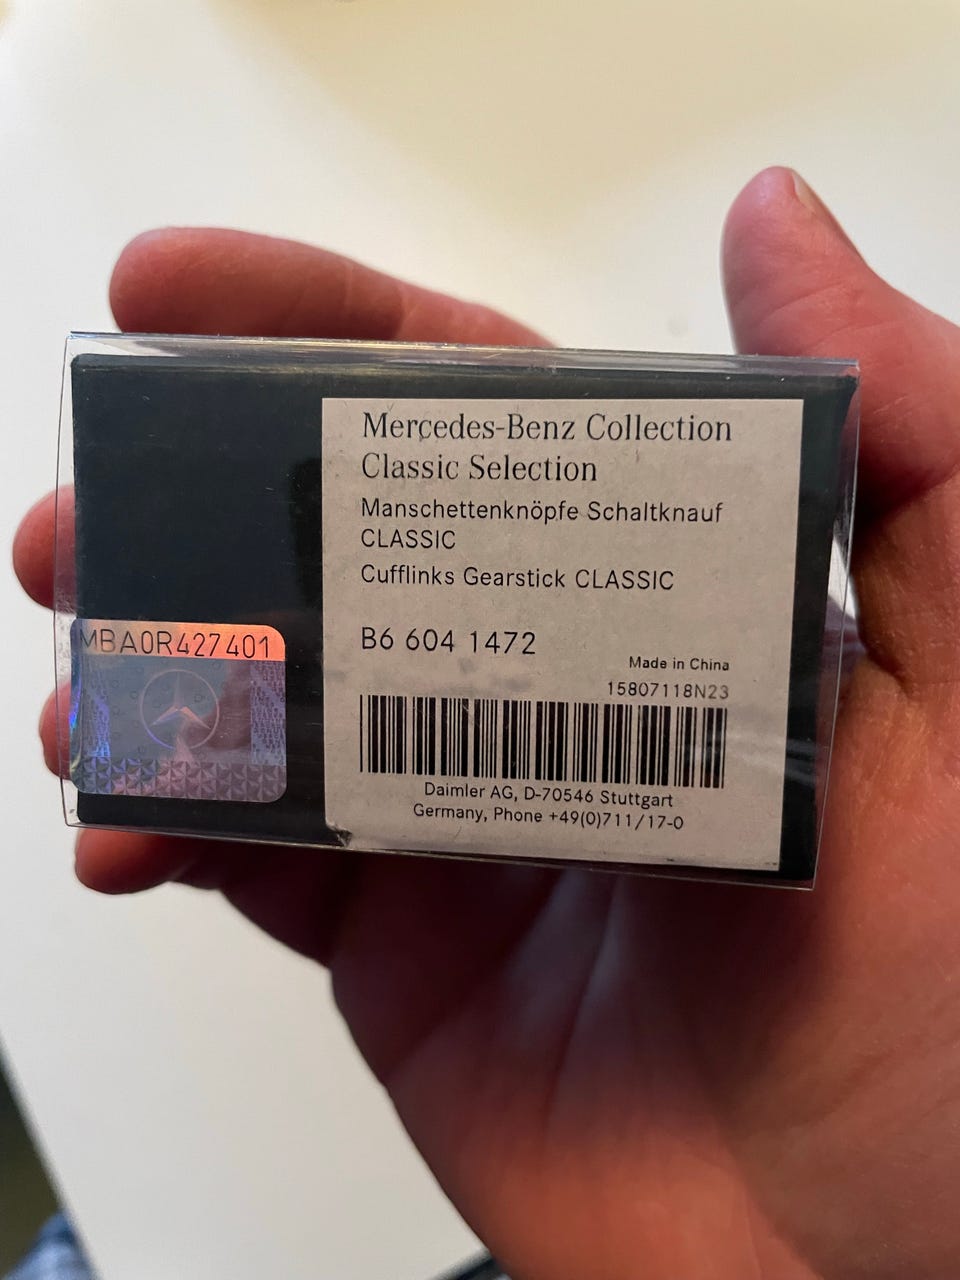 Mercedes-Benz Collection
Classic Selection
Manschettenknöpfe Schaltknauf
CLASSIC
Cufflinks Gearstick CLASSIC
B6 604 1472
Made in China
15807118N23
Daimler AG, D-70546 Stuttgart
Germany, Phone +49(0)711/17-0
MBA0R427401